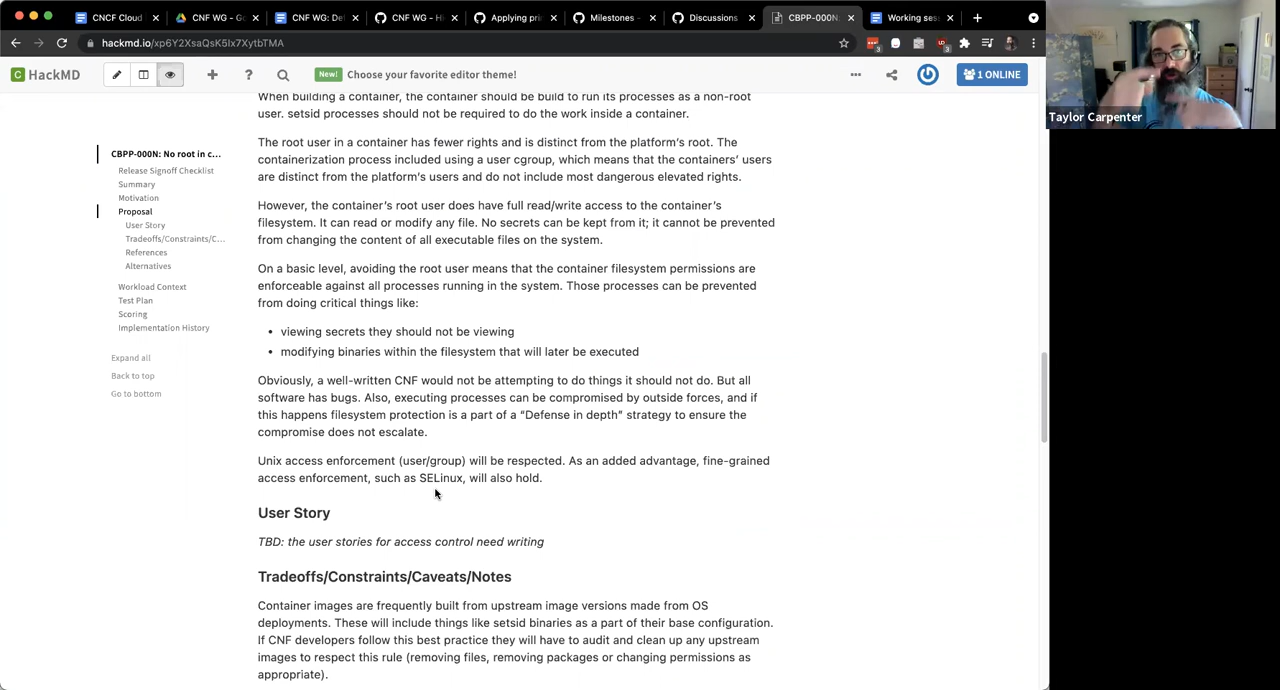 CNCF Cloud
CNF WG - Go
CNF WG: De
CNF WG - Hi
Applying pri
Milestones -
Discussions
CBPP-000N
Working ses
hackmd.io/xp6Y2XsaQsK5Ix7XytbTMA
HackMD
New!
Choose your favorite editor theme!
1 ONLINE
Taylor Carpenter
CBPP-000N: No root in c...
Release Signoff Checklist
Summary
Motivation
Proposal
User Story
Tradeoffs/Constraints/C...
References
Alternatives
Workload Context
Test Plan
Scoring
Implementation History
Expand all
Back to top
Go to bottom
When building a container, the container should be build to run its processes as a non-root
user. setsid processes should not be required to do the work inside a container.
The root user in a container has fewer rights and is distinct from the platform's root. The
containerization process included using a user cgroup, which means that the containers' users
are distinct from the platform's users and do not include most dangerous elevated rights.
However, the container's root user does have full read/write access to the container's
filesystem. It can read or modify any file. No secrets can be kept from it; it cannot be prevented
from changing the content of all executable files on the system.
On a basic level, avoiding the root user means that the container filesystem permissions are
enforceable against all processes running in the system. Those processes can be prevented
from doing critical things like:
• viewing secrets they should not be viewing
• modifying binaries within the filesystem that will later be executed
Obviously, a well-written CNF would not be attempting to do things it should not do. But all
software has bugs. Also, executing processes can be compromised by outside forces, and if
this happens filesystem protection is a part of a “Defense in depth” strategy to ensure the
compromise does not escalate.
Unix access enforcement (user/group) will be respected. As an added advantage, fine-grained
access enforcement, such as SELinux, will also hold.
User Story
TBD: the user stories for access control need writing
Tradeoffs/Constraints/Caveats/Notes
Container images are frequently built from upstream image versions made from OS
deployments. These will include things like setsid binaries as a part of their base configuration.
If CNF developers follow this best practice they will have to audit and clean up any upstream
images to respect this rule (removing files, removing packages or changing permissions as
appropriate).